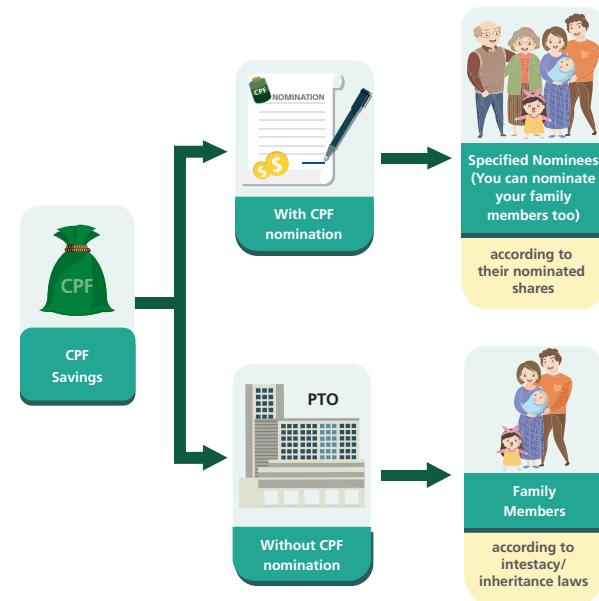 CPF
CPF
Savings
CPF
NOMINATION
$
$
With CPF
nomination
Specified Nominees
(You can nominate
your family
members too)
according to
their nominated
shares
PTO
Without CPF
nomination
Family
Members
according to
intestacy/
inheritance laws